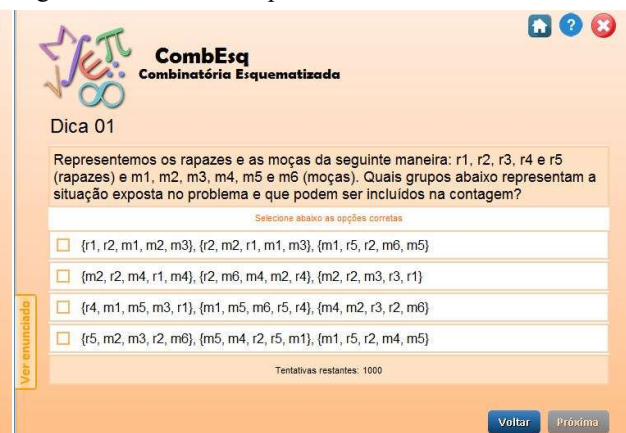 CombEsq
Combinatória Esquematizada
Dica 01
Representemos os rapazes e as moças da seguinte maneira: r1, r2, r3, r4 e r5
(rapazes) e m1, m2, m3, m4, m5 e m6 (moças). Quais grupos abaixo representam a
situação exposta no problema e que podem ser incluídos na contagem?
Selecione abaixo as opções corretas
{r1, r2, m1, m2, m3}, {r2, m2, r1, m1, m3}, {m1, r5, r2, m6, m5}
{m2, r2, m4, r1, m4}, {r2, m6, m4, m2, r4}, {m2, r2, m3, r3, r1}
{r4, m1, m5, m3, r1}, {m1, m5, m6, r5, r4}, {m4, m2, r3, r2, m6}
{r5, m2, m3, r2, m6}, {m5, m4, r2, r5, m1}, {m1, r5, r2, m4, m5}
Ver enunciado
Tentativas restantes: 1000
Voltar
Próxima